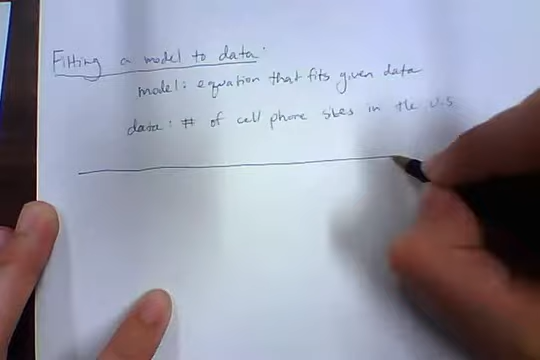 Fitting a model to data:
model: equation that fits given data
data: # of cell phone sites in the U.S